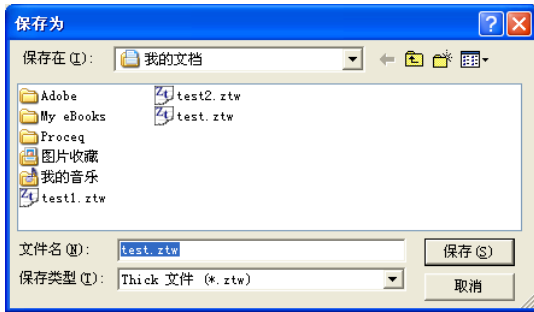 保存为
保存在(I):
我的文档
Adobe
My eBooks
Proceq
图片收藏
我的音乐
test1.ztw
test2.ztw
test.ztw
文件名(N):
test.ztw
保存(S)
保存类型(T):
Thick 文件 (*.ztw)
取消